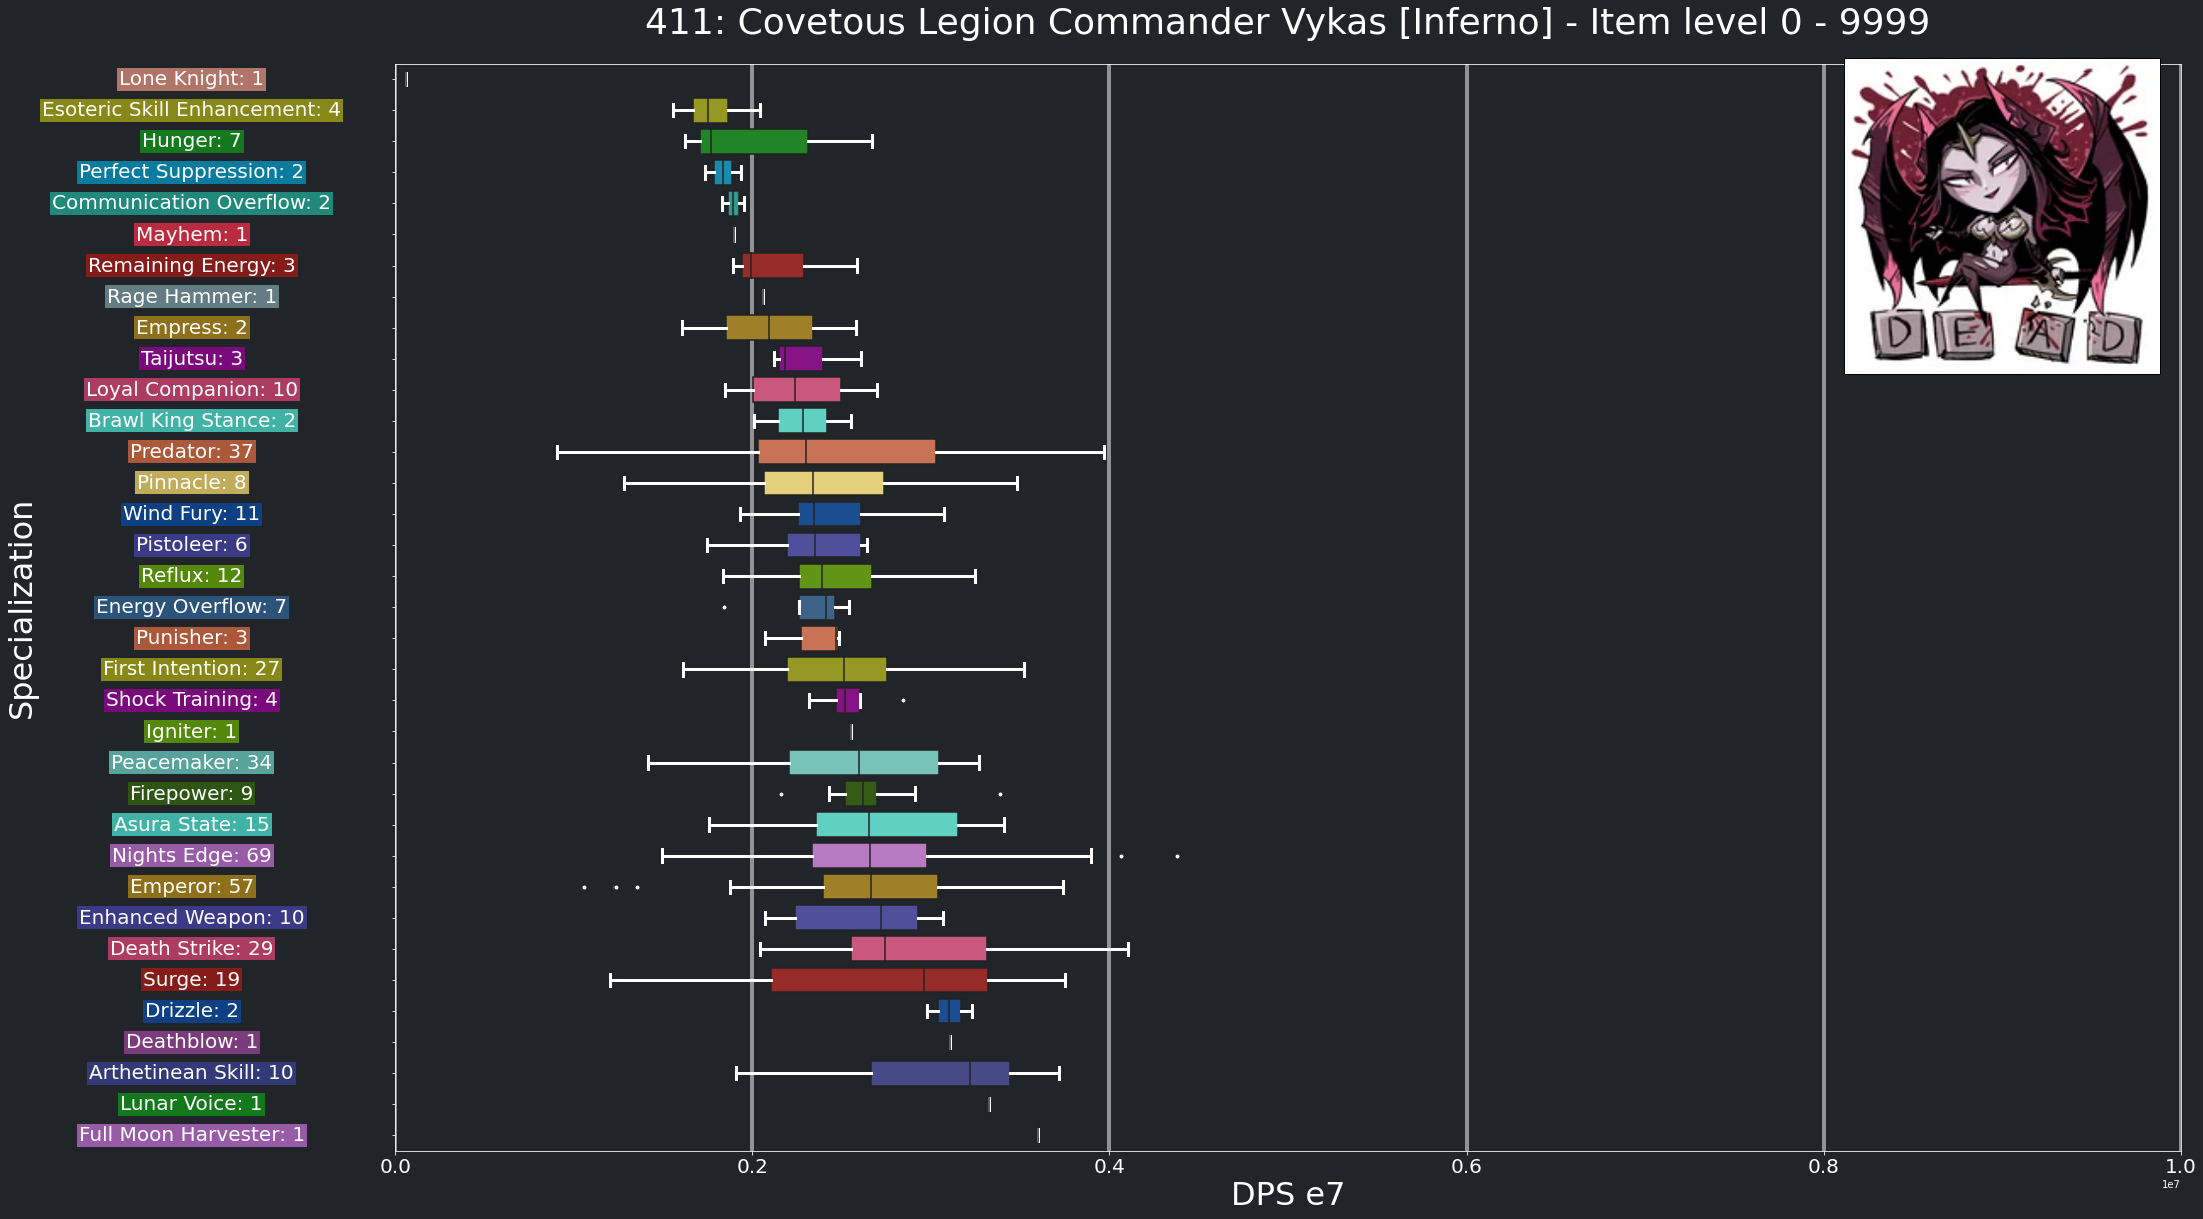 411: Covetous Legion Commander Vykas [Inferno] - Item level 0 - 9999
Lone Knight: 1
Esoteric Skill Enhancement: 4
Hunger: 7
Perfect Suppression: 2
Communication Overflow: 2
Mayhem: 1
Remaining Energy: 3
Rage Hammer: 1
Empress: 2
Taijutsu: 3
Loyal Companion: 10
Brawl King Stance: 2
Predator: 37
Pinnacle: 8
Wind Fury: 11
Pistoleer: 6
Reflux: 12
Energy Overflow: 7
Punisher: 3
First Intention: 27
Shock Training: 4
Igniter: 1
Peacemaker: 34
Firepower: 9
Asura State: 15
Nights Edge: 69
Emperor: 57
Enhanced Weapon: 10
Death Strike: 29
Surge: 19
Drizzle: 2
Deathblow: 1
Arthetinean Skill: 10
Lunar Voice: 1
Full Moon Harvester: 1
Specialization
D E A D
0.0 0.2 0.4 0.6 0.8 1.0
1e7
DPS e7